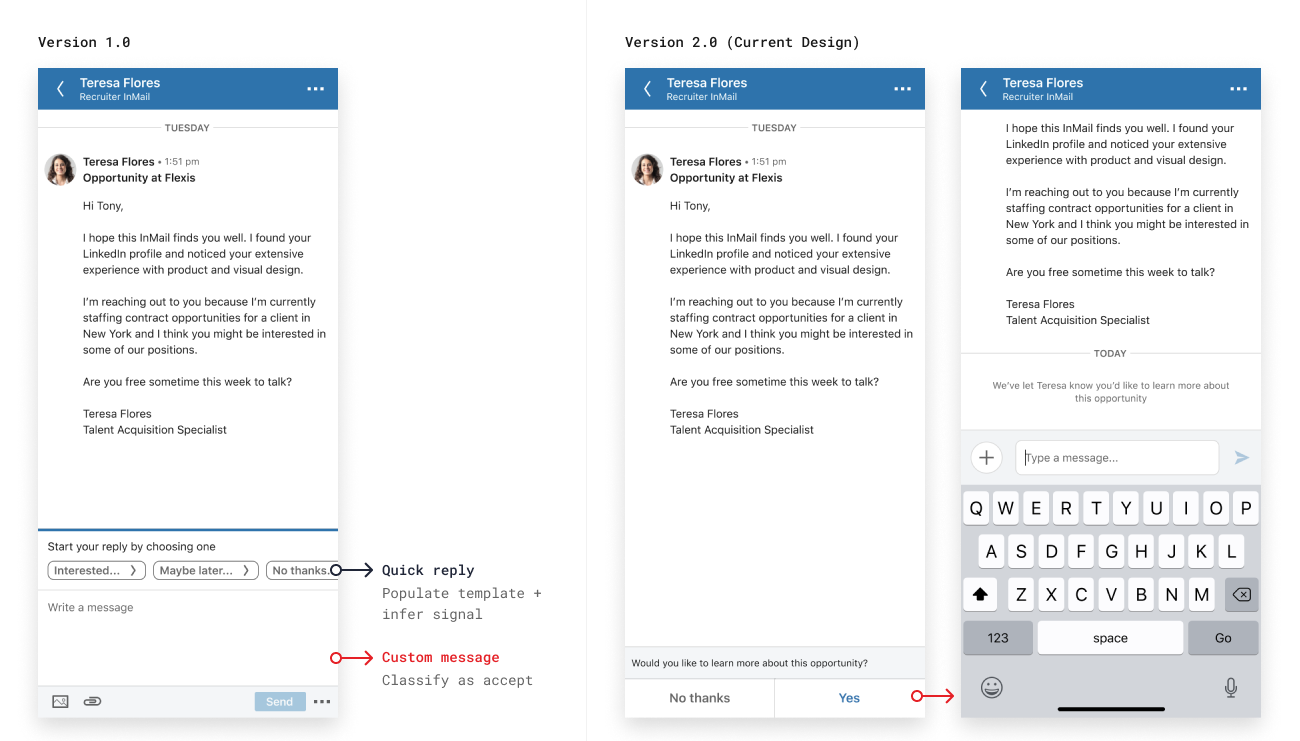 Version 1.0
Teresa Flores
Recruiter InMail
TUESDAY
Teresa Flores • 1:51 pm
Opportunity at Flexis
Hi Tony,
I hope this InMail finds you well. I found your
LinkedIn profile and noticed your extensive
experience with product and visual design.
I’m reaching out to you because I’m currently
staffing contract opportunities for a client in
New York and I think you might be interested in
some of our positions.
Are you free sometime this week to talk?
Teresa Flores
Talent Acquisition Specialist
Start your reply by choosing one
Interested...
Maybe later...
No thanks.
Write a message
Send
Quick reply
Populate template +
infer signal
Custom message
Classify as accept
Version 2.0 (Current Design)
Teresa Flores
Recruiter InMail
TUESDAY
Teresa Flores • 1:51 pm
Opportunity at Flexis
Hi Tony,
I hope this InMail finds you well. I found your
LinkedIn profile and noticed your extensive
experience with product and visual design.
I’m reaching out to you because I’m currently
staffing contract opportunities for a client in
New York and I think you might be interested in
some of our positions.
Are you free sometime this week to talk?
Teresa Flores
Talent Acquisition Specialist
Would you like to learn more about this opportunity?
No thanks
Yes
Teresa Flores
Recruiter InMail
I hope this InMail finds you well. I found your
LinkedIn profile and noticed your extensive
experience with product and visual design.
I’m reaching out to you because I’m currently
staffing contract opportunities for a client in
New York and I think you might be interested in
some of our positions.
Are you free sometime this week to talk?
Teresa Flores
Talent Acquisition Specialist
TODAY
We’ve let Teresa know you’d like to learn more about
this opportunity
Type a message...
Q W E R T Y U I O P
A S D F G H J K L
Z X C V B N M
123 space Go